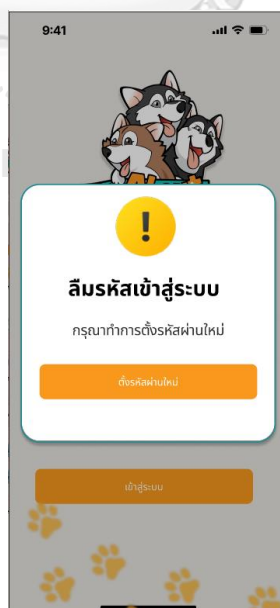 9:41
!
ลืมรหัสเข้าสู่ระบบ
กรุณาทำการตั้งรหัสผ่านใหม่
ตั้งรหัสผ่านใหม่
เข้าสู่ระบบ